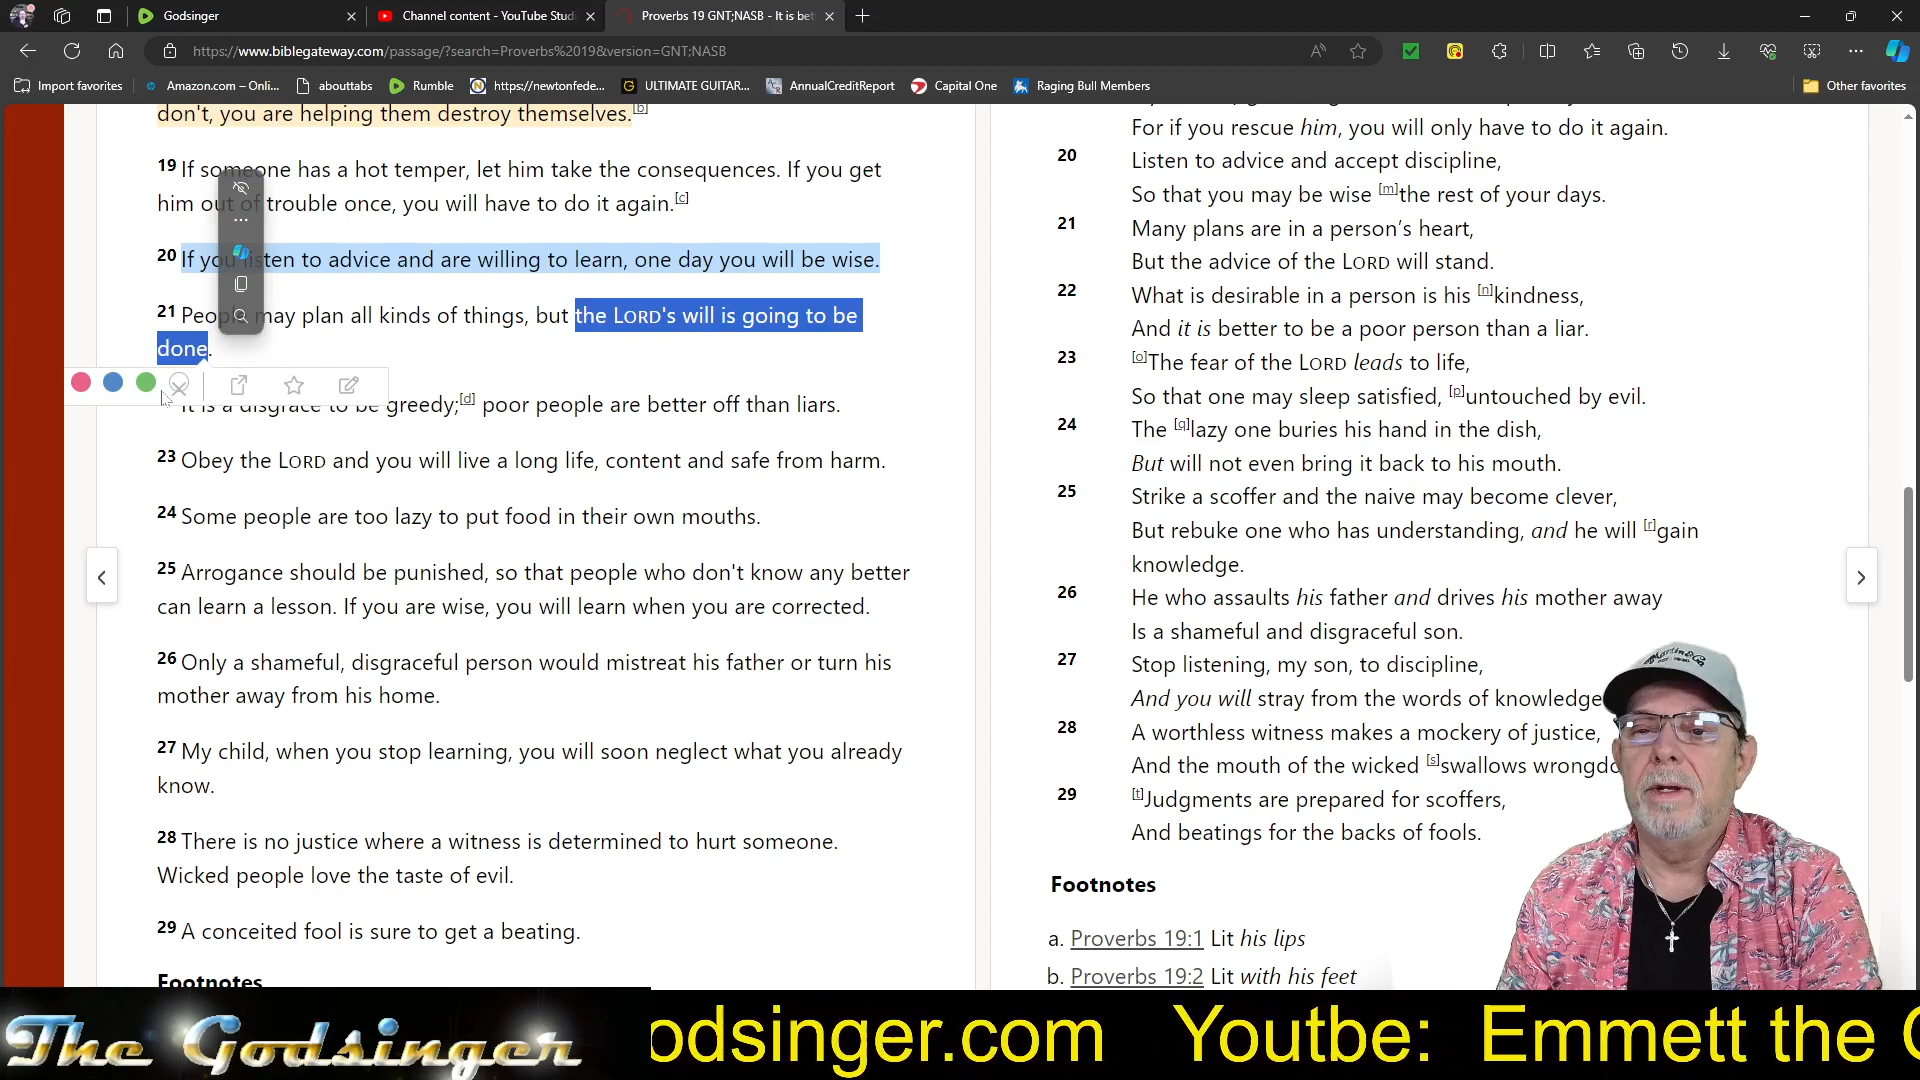 Godsinger
Channel content - YouTube Studi
Proverbs 19 GNT;NASB - It is bet
https://www.biblegateway.com/passage/?search=Proverbs%2019&version=GNT;NASB
Import favorites
Amazon.com – Onli...
abouttabs
Rumble
https://newtonfede...
ULTIMATE GUITAR...
AnnualCreditReport
Capital One
Raging Bull Members
Other favorites
don't, you are helping them destroy themselves.[b]
19 If someone has a hot temper, let him take the consequences. If you get
him out of trouble once, you will have to do it again.[c]
20 If you listen to advice and are willing to learn, one day you will be wise.
21 People may plan all kinds of things, but the LORD's will is going to be
done.
It is a disgrace to be greedy;[d] poor people are better off than liars.
23 Obey the LORD and you will live a long life, content and safe from harm.
24 Some people are too lazy to put food in their own mouths.
25 Arrogance should be punished, so that people who don't know any better
can learn a lesson. If you are wise, you will learn when you are corrected.
26 Only a shameful, disgraceful person would mistreat his father or turn his
mother away from his home.
27 My child, when you stop learning, you will soon neglect what you already
know.
28 There is no justice where a witness is determined to hurt someone.
Wicked people love the taste of evil.
29 A conceited fool is sure to get a beating.
Footnotes
For if you rescue him, you will only have to do it again.
20 Listen to advice and accept discipline,
So that you may be wise [m]the rest of your days.
21 Many plans are in a person’s heart,
But the advice of the LORD will stand.
22 What is desirable in a person is his [n]kindness,
And it is better to be a poor person than a liar.
23 [o]The fear of the LORD leads to life,
So that one may sleep satisfied, [p]untouched by evil.
24 The [q]lazy one buries his hand in the dish,
But will not even bring it back to his mouth.
25 Strike a scoffer and the naive may become clever,
But rebuke one who has understanding, and he will [r]gain
knowledge.
26 He who assaults his father and drives his mother away
Is a shameful and disgraceful son.
27 Stop listening, my son, to discipline,
And you will stray from the words of knowledge
28 A worthless witness makes a mockery of justice,
And the mouth of the wicked [s]swallows wrongdo
29 [t]Judgments are prepared for scoffers,
And beatings for the backs of fools.
Footnotes
a. Proverbs 19:1 Lit his lips
b. Proverbs 19:2 Lit with his feet
Martin & Co
The Godsinger
odsinger.com Youtbe: Emmett the G